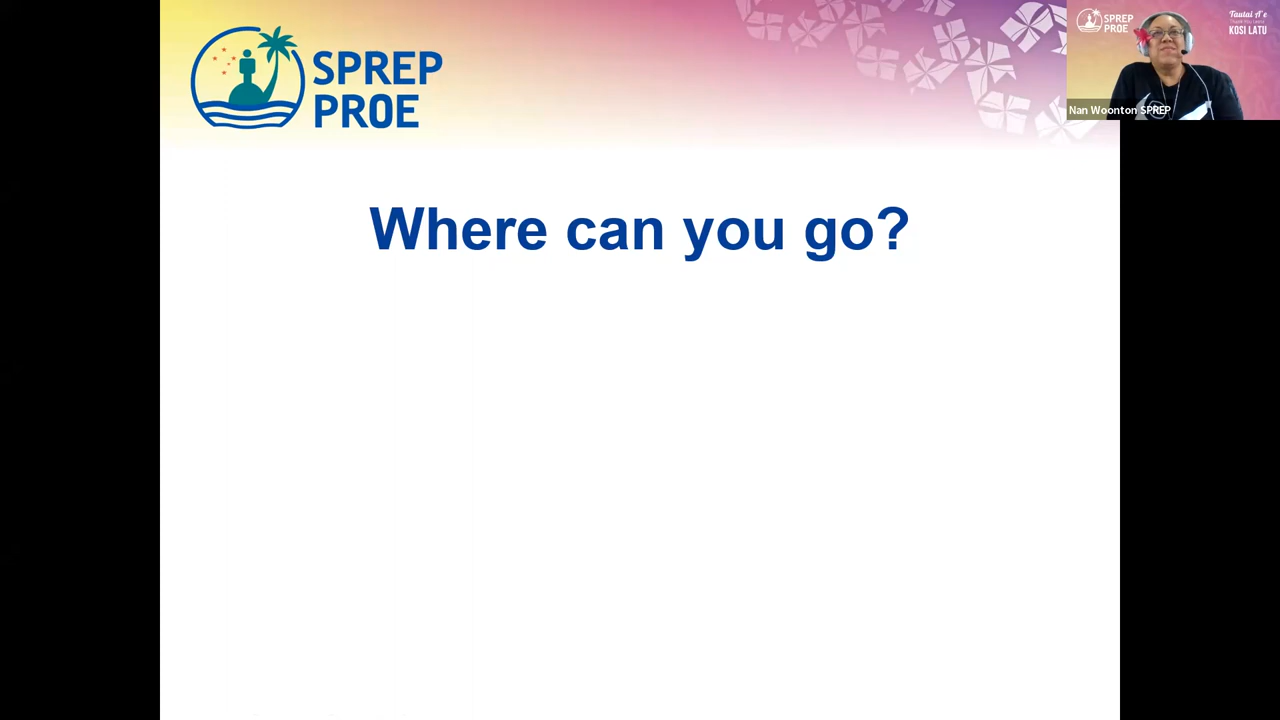 SPREP
PROE
Where can you go?
SPREP
PROE
Tautai A'e
KOSI LATU
Nan Woonton SPREP